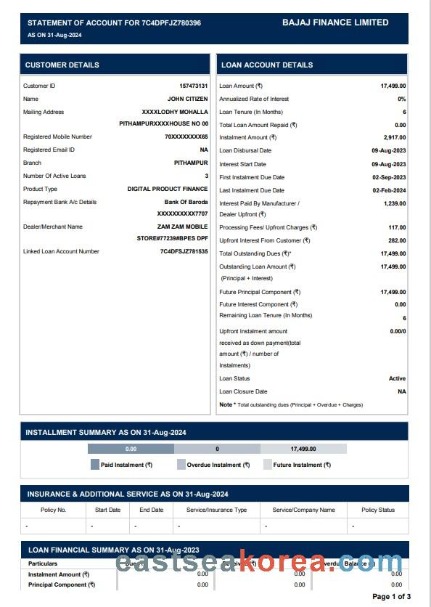 STATEMENT OF ACCOUNT FOR 7C4DPFJZ780396 BAJAJ FINANCE LIMITED
AS ON 31-Aug-2024
CUSTOMER DETAILS
Customer ID 157473131
Name JOHN CITIZEN
Mailing Address XXXXLODHY MOHALLA
PITHAMPURXXXXHOUSE NO 00
Registered Mobile Number 70XXXXXXXX65
Registered Email ID NA
Branch PITHAMPUR
Number Of Active Loans 3
Product Type DIGITAL PRODUCT FINANCE
Repayment Bank A/c Details Bank Of Baroda
XXXXXXXXXX7707
Dealer/Merchant Name ZAM ZAM MOBILE
STORE#77239#BPES DPF
Linked Loan Account Number 7C4DFSJZ781635
LOAN ACCOUNT DETAILS
Loan Amount (₹) 17,499.00
Annualized Rate of Interest 0%
Loan Tenure (In Months) 6
Total Loan Amount Repaid (₹) 0.00
Instalment Amount (₹) 2,917.00
Loan Disbursal Date 09-Aug-2023
Interest Start Date 09-Aug-2023
First Instalment Due Date 02-Sep-2023
Last Instalment Due Date 02-Feb-2024
Interest Paid By Manufacturer / 1,239.00
Dealer Upfront (₹)
Processing Fees/ Upfront Charges (₹) 117.00
Upfront Interest From Customer (₹) 282.00
Total Outstanding Dues (₹)* 17,499.00
Outstanding Loan Amount (₹) 17,499.00
(Principal + Interest)
Future Principal Component (₹) 17,499.00
Future Interest Component (₹) 0.00
Remaining Loan Tenure (In Months) 6
Upfront Instalment amount 0.00/0
received as down payment(total
amount (₹) / number of
Instalments)
Loan Status Active
Loan Closure Date NA
Note * Total outstanding dues (Principal + Overdue + Charges)
INSTALLMENT SUMMARY AS ON 31-Aug-2024
0.00 0 17,499.00
Paid Instalment (₹) Overdue Instalment (₹) Future Instalment (₹)
INSURANCE & ADDITIONAL SERVICE AS ON 31-Aug-2024
Policy No. Start Date End Date Service/Insurance Type Service/Company Name Policy Status
- - - - - -
LOAN FINANCIAL SUMMARY AS ON 31-Aug-2023
Particulars
eastseakorea.com
Instalment Amount (₹) 0.00 0.00 0.00
Principal Component (₹) 0.00 0.00 0.00
Page 1 of 3